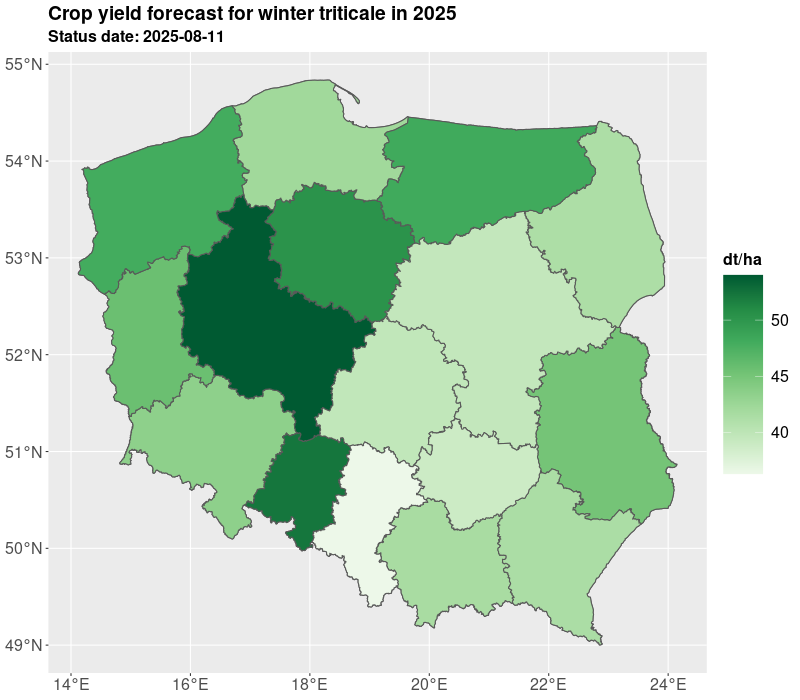 Crop yield forecast for winter triticale in 2025
Status date: 2025-08-11
55°N
54°N
53°N
52°N
51°N
50°N
49°N
14°E
16°E
18°E
20°E
22°E
24°E
dt/ha
50
45
40